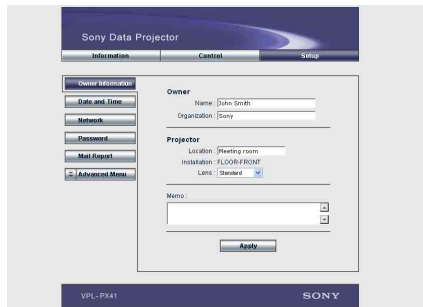 Sony Data Projector
Information Control Setup
Owner Information
Date and Time
Network
Password
Mail Report
Advanced Menu
Owner
Name : John Smith
Organization : Sony
Projector
Location : Meeting room
Installation : FLOOR-FRONT
Lens : Standard
Memo :
Apply
VPL-PX41 SONY